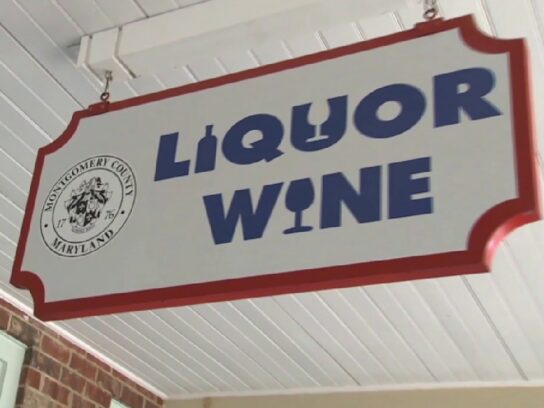 LIQUOR
WINE
MONTGOMERY COUNTY
17 76
MARYLAND